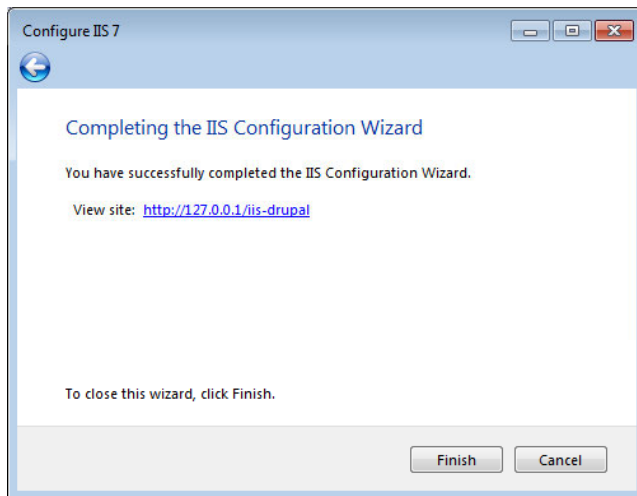 Configure IIS 7
Completing the IIS Configuration Wizard
You have successfully completed the IIS Configuration Wizard.
View site: http://127.0.0.1/iis-drupal
To close this wizard, click Finish.
Finish Cancel